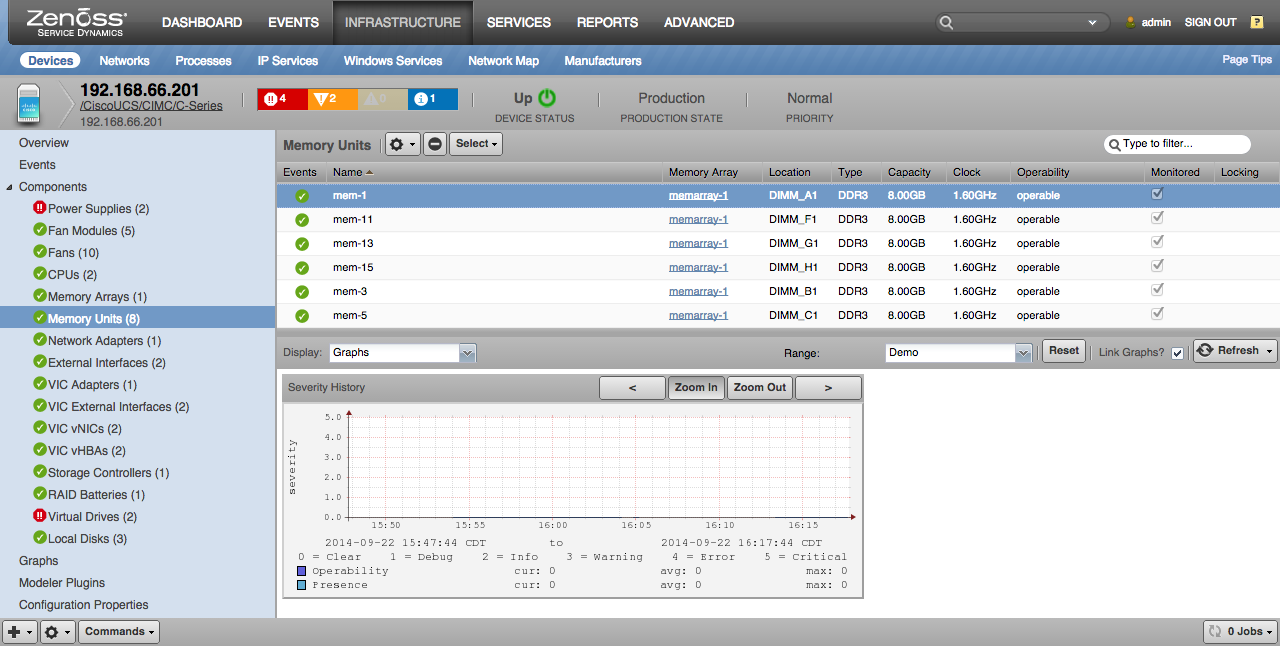 Zenoss DASHBOARD EVENTS INFRASTRUCTURE SERVICES REPORTS ADVANCED admin SIGN OUT ?
SERVICE DYNAMICS
Devices Networks Processes IP Services Windows Services Network Map Manufacturers Page Tips
192.168.66.201
/CiscoUCS/CIMC/C-Series
192.168.66.201
4 2 0 1
Up
DEVICE STATUS
Production
PRODUCTION STATE
Normal
PRIORITY
Overview
Events
Components
Power Supplies (2)
Fan Modules (5)
Fans (10)
CPUs (2)
Memory Arrays (1)
Memory Units (8)
Network Adapters (1)
External Interfaces (2)
VIC Adapters (1)
VIC External Interfaces (2)
VIC vNICs (2)
VIC vHBAs (2)
Storage Controllers (1)
RAID Batteries (1)
Virtual Drives (2)
Local Disks (3)
Graphs
Modeler Plugins
Configuration Properties
Memory Units Select Type to filter...
Events Name Memory Array Location Type Capacity Clock Operability Monitored Locking
mem-1 memarray-1 DIMM_A1 DDR3 8.00GB 1.60GHz operable
mem-11 memarray-1 DIMM_F1 DDR3 8.00GB 1.60GHz operable
mem-13 memarray-1 DIMM_G1 DDR3 8.00GB 1.60GHz operable
mem-15 memarray-1 DIMM_H1 DDR3 8.00GB 1.60GHz operable
mem-3 memarray-1 DIMM_B1 DDR3 8.00GB 1.60GHz operable
mem-5 memarray-1 DIMM_C1 DDR3 8.00GB 1.60GHz operable
Display: Graphs Range: Demo Reset Link Graphs? Refresh
Severity History < Zoom In Zoom Out >
severity
5.0
4.0
3.0
2.0
1.0
0.0
15:50 15:55 16:00 16:05 16:10 16:15
2014-09-22 15:47:44 CDT to 2014-09-22 16:17:44 CDT
0 = Clear 1 = Debug 2 = Info 3 = Warning 4 = Error 5 = Critical
Operability cur: 0 avg: 0 max: 0
Presence cur: 0 avg: 0 max: 0
Commands 0 Jobs